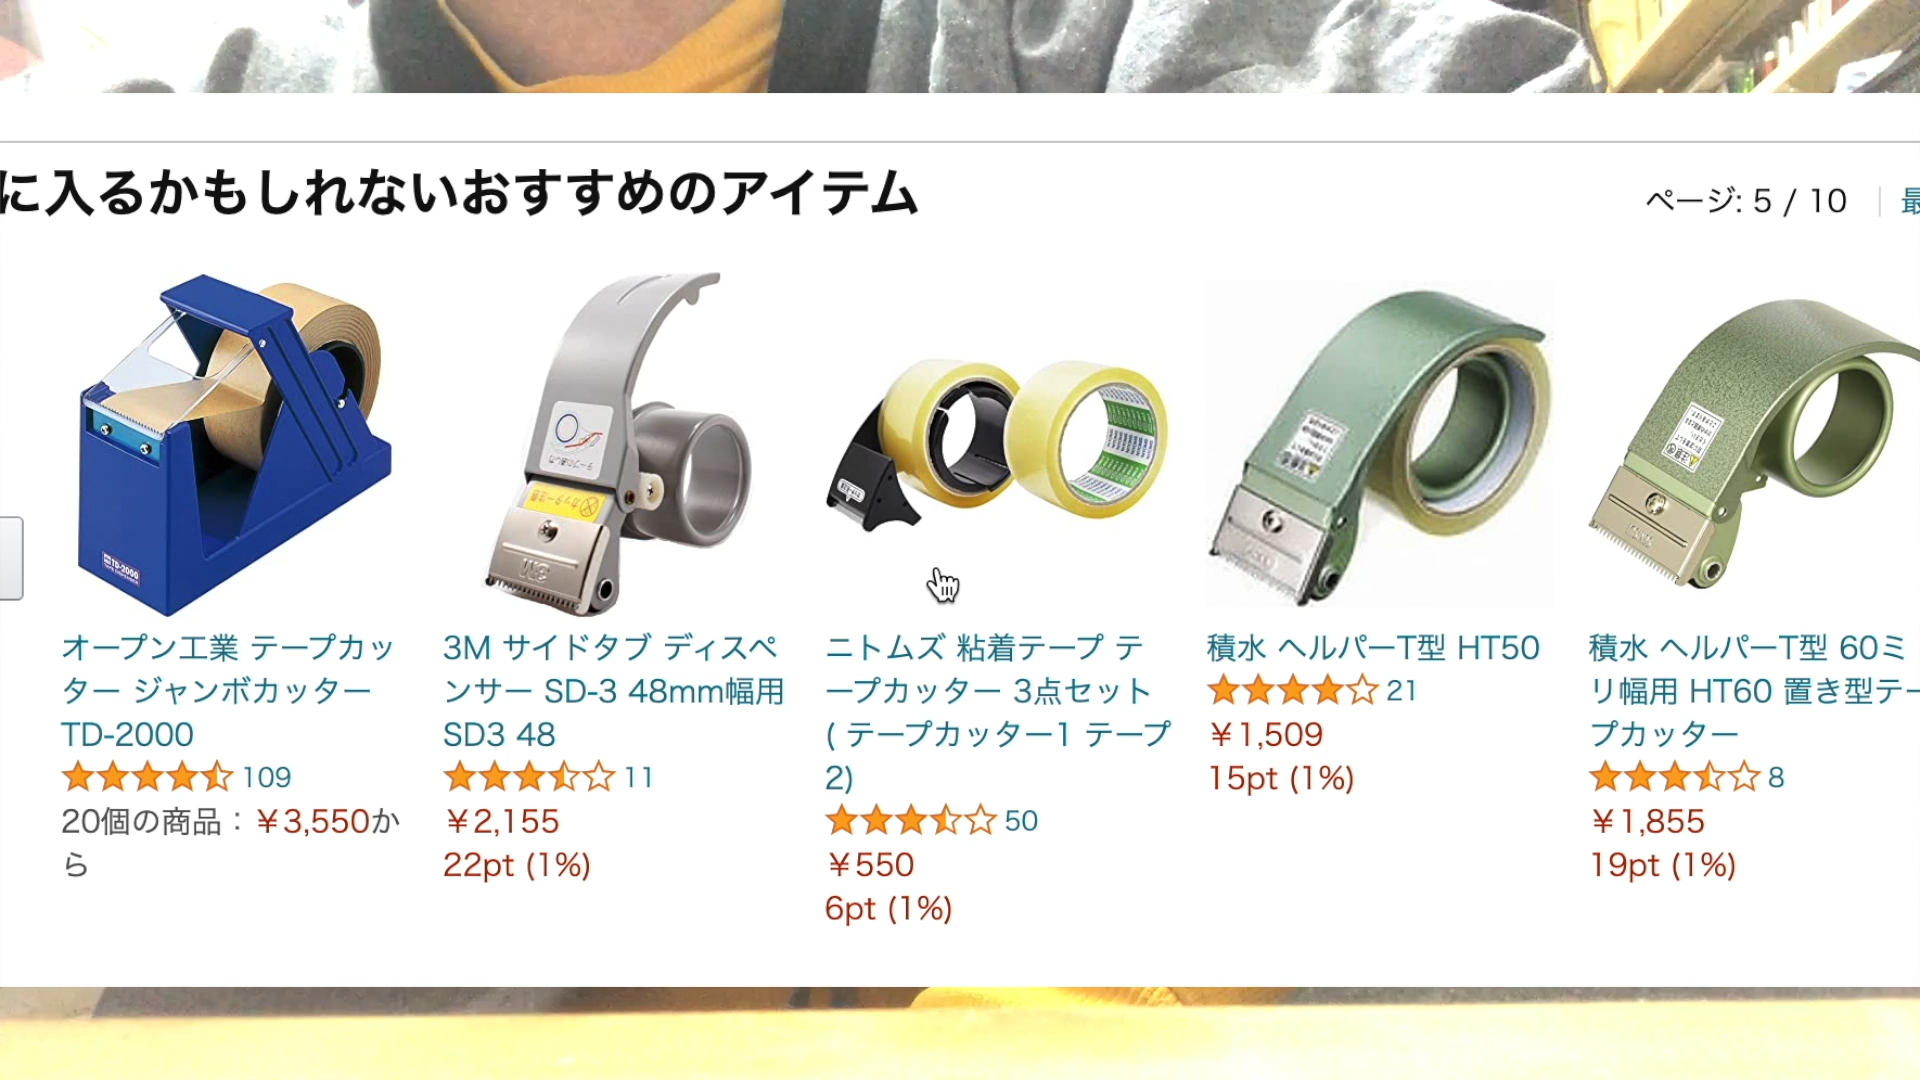 に入るかもしれないおすすめのアイテム
ページ: 5 / 10
TD-2000
3M
オープン工業 テープカッ
ター ジャンボカッター
TD-2000
109
20個の商品：￥3,550か
ら
3M サイドタブ ディスペ
ンサー SD-3 48mm幅用
SD3 48
11
￥2,155
22pt (1%)
ニトムズ 粘着テープ テ
ープカッター 3点セット
( テープカッター1 テープ
2)
50
￥550
6pt (1%)
積水 ヘルパーT型 HT50
21
￥1,509
15pt (1%)
積水 ヘルパーT型 60ミ
リ幅用 HT60 置き型テー
プカッター
8
￥1,855
19pt (1%)